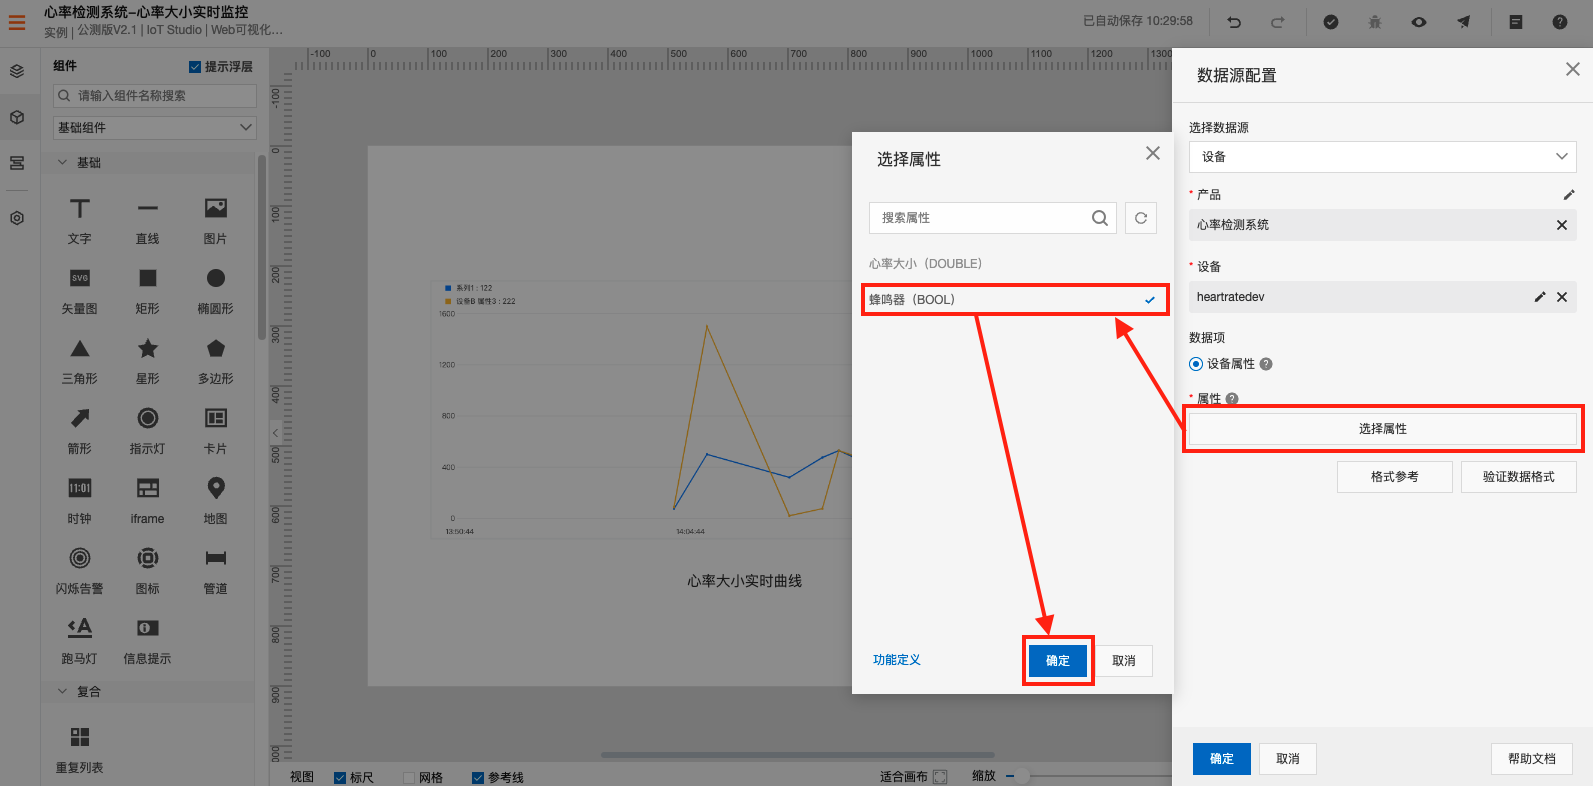 心率检测系统-心率大小实时监控
实例 | 公测版V2.1 | IoT Studio | Web可视化...
已自动保存 10:29:58
组件
提示浮层
请输入组件名称搜索
基础组件
基础
文字
直线
图片
矢量图
矩形
椭圆形
三角形
星形
多边形
箭形
指示灯
卡片
时钟
iframe
地图
闪烁告警
图标
管道
跑马灯
信息提示
复合
重复列表
-100 0 100 200 300 400 500 600 700 800 900 1000 1100 1200 1300
-100
0
100
200
300
400
500
600
700
800
900
系列1 : 122
设备B 属性3 : 222
1600
1200
800
400
0
13:50:44
14:04:44
心率大小实时曲线
视图
标尺
网格
参考线
适合画布
缩放
选择属性
搜索属性
心率大小（DOUBLE）
蜂鸣器（BOOL）
功能定义
确定
取消
数据源配置
选择数据源
设备
* 产品
心率检测系统
* 设备
heartratedev
数据项
设备属性
* 属性
选择属性
格式参考
验证数据格式
确定
取消
帮助文档